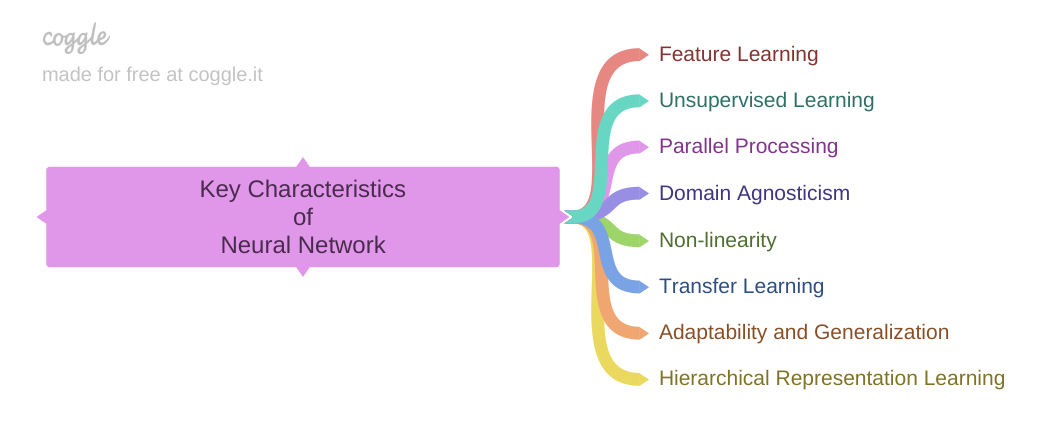 coggle
made for free at coggle.it
Key Characteristics
of
Neural Network
Feature Learning
Unsupervised Learning
Parallel Processing
Domain Agnosticism
Non-linearity
Transfer Learning
Adaptability and Generalization
Hierarchical Representation Learning